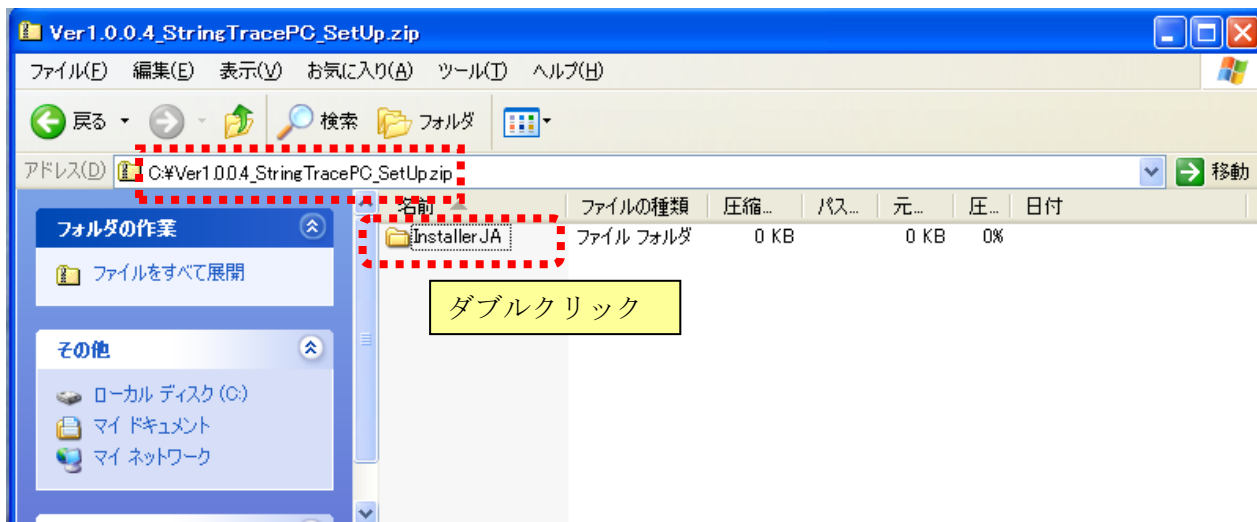 Ver1.0.0.4_StringTracePC_SetUp.zip
ファイル(F) 編集(E) 表示(V) お気に入り(A) ツール(T) ヘルプ(H)
戻る 検索 フォルダ
アドレス(D) C:¥Ver1.0.0.4_StringTracePC_SetUp.zip 移動
名前 ファイルの種類 圧縮... パス... 元... 圧... 日付
フォルダの作業
InstallerJA ファイル フォルダ 0 KB 0 KB 0%
ファイルをすべて展開
ダブルクリック
その他
ローカル ディスク (C:)
マイ ドキュメント
マイ ネットワーク